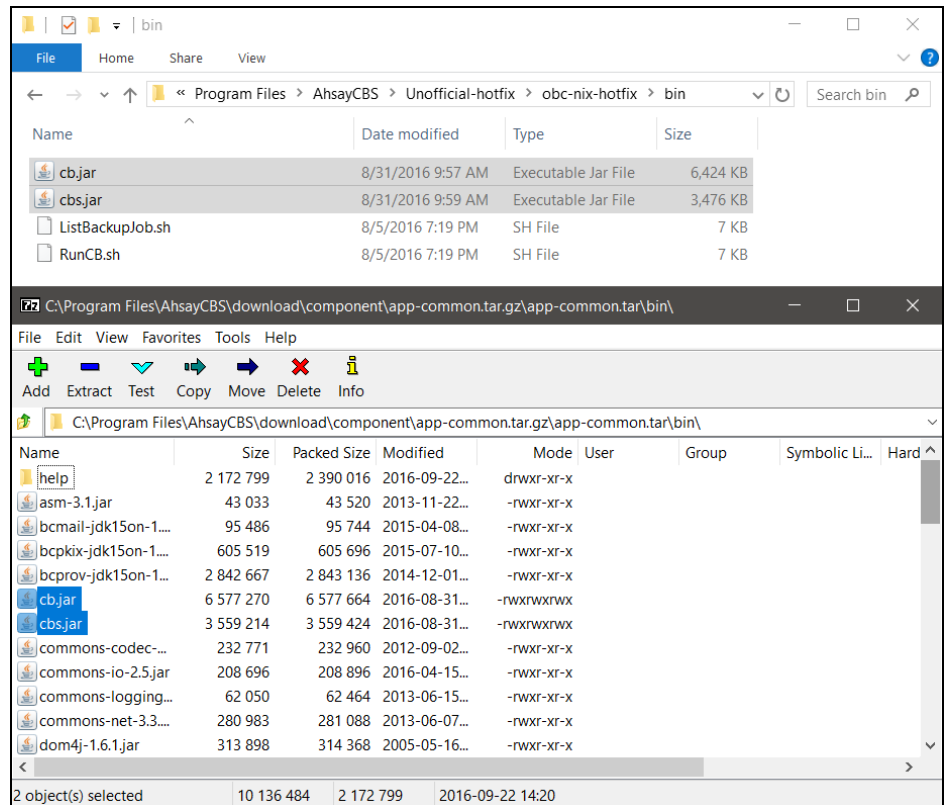 bin
File Home Share View
« Program Files > AhsayCBS > Unofficial-hotfix > obc-nix-hotfix > bin Search bin
Name Date modified Type Size
cb.jar 8/31/2016 9:57 AM Executable Jar File 6,424 KB
cbs.jar 8/31/2016 9:59 AM Executable Jar File 3,476 KB
ListBackupJob.sh 8/5/2016 7:19 PM SH File 7 KB
RunCB.sh 8/5/2016 7:19 PM SH File 7 KB
7z C:\Program Files\AhsayCBS\download\component\app-common.tar.gz\app-common.tar\bin\
File Edit View Favorites Tools Help
Add Extract Test Copy Move Delete Info
C:\Program Files\AhsayCBS\download\component\app-common.tar.gz\app-common.tar\bin\
Name Size Packed Size Modified Mode User Group Symbolic Li... Hard
help 2 172 799 2 390 016 2016-09-22... drwxr-xr-x
asm-3.1.jar 43 033 43 520 2013-11-22... -rwxr-xr-x
bcmail-jdk15on-1.... 95 486 95 744 2015-04-08... -rwxr-xr-x
bcpkix-jdk15on-1.... 605 519 605 696 2015-07-10... -rwxr-xr-x
bcprov-jdk15on-1... 2 842 667 2 843 136 2014-12-01... -rwxr-xr-x
cb.jar 6 577 270 6 577 664 2016-08-31... -rwxrwxrwx
cbs.jar 3 559 214 3 559 424 2016-08-31... -rwxrwxrwx
commons-codec-... 232 771 232 960 2012-09-02... -rwxr-xr-x
commons-io-2.5.jar 208 696 208 896 2016-04-15... -rwxr-xr-x
commons-logging... 62 050 62 464 2013-06-15... -rwxr-xr-x
commons-net-3.3.... 280 983 281 088 2013-06-07... -rwxr-xr-x
dom4j-1.6.1.jar 313 898 314 368 2005-05-16... -rwxr-xr-x
2 object(s) selected 10 136 484 2 172 799 2016-09-22 14:20